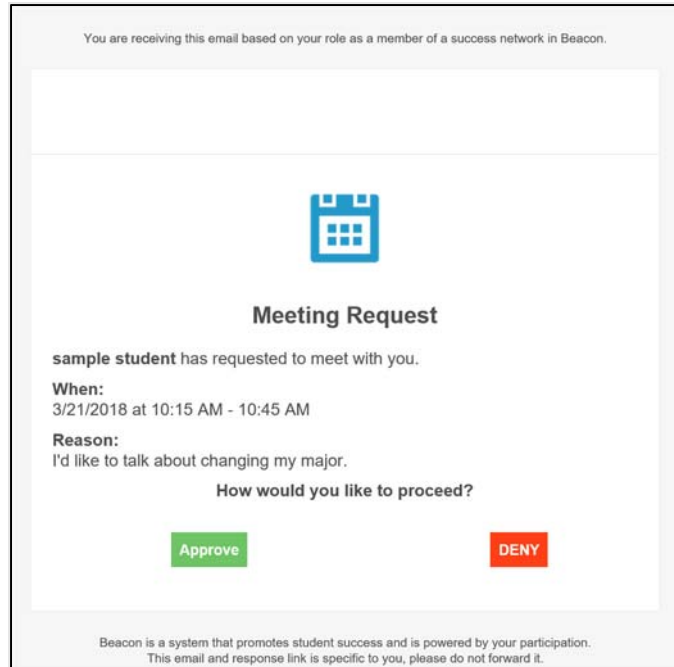 You are receiving this email based on your role as a member of a success network in Beacon.
Meeting Request
sample student has requested to meet with you.
When:
3/21/2018 at 10:15 AM - 10:45 AM
Reason:
I'd like to talk about changing my major.
How would you like to proceed?
Approve
DENY
Beacon is a system that promotes student success and is powered by your participation.
This email and response link is specific to you, please do not forward it.